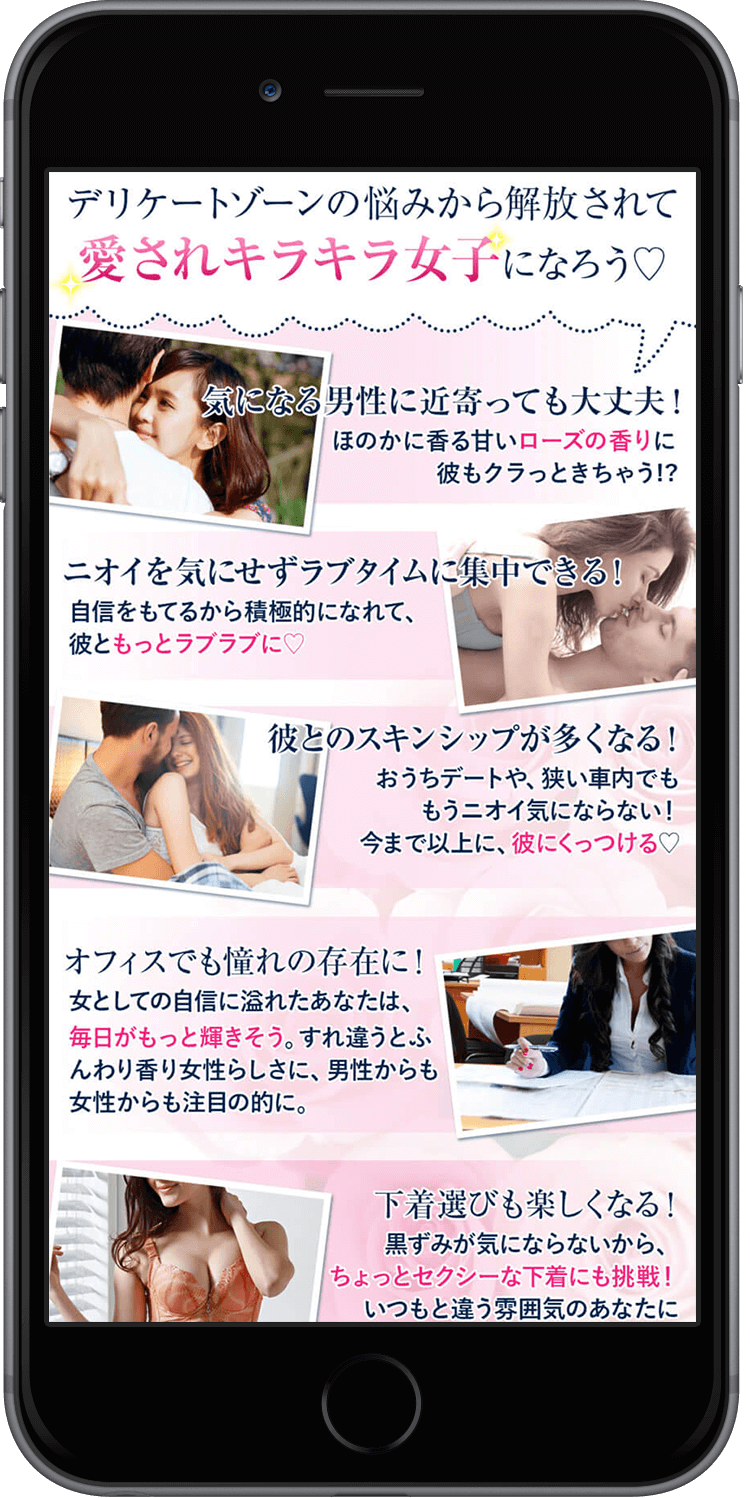 デリケートゾーンの悩みから解放されて
愛されキラキラ女子になろう♡
気になる男性に近寄っても大丈夫！
ほのかに香る甘いローズの香りに
彼もクラっときちゃう!?
ニオイを気にせずラブタイムに集中できる！
自信をもてるから積極的になれて、
彼ともっとラブラブに♡
彼とのスキンシップが多くなる！
おうちデートや、狭い車内でも
もうニオイ気にならない！
今まで以上に、彼にくっつける♡
オフィスでも憧れの存在に！
女としての自信に溢れたあなたは、
毎日がもっと輝きそう。すれ違うとふ
んわり香り女性らしさに、男性からも
女性からも注目の的に。
下着選びも楽しくなる！
黒ずみが気にならないから、
ちょっとセクシーな下着にも挑戦！
いつもと違う雰囲気のあなたに